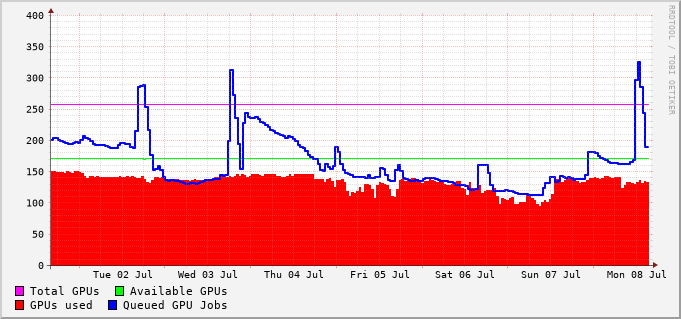 RRDTOOL / TOBI OETIKER
400
350
300
250
200
150
100
50
0
Tue 02 Jul Wed 03 Jul Thu 04 Jul Fri 05 Jul Sat 06 Jul Sun 07 Jul Mon 08 Jul
Total GPUs Available GPUs
GPUs used Queued GPU Jobs